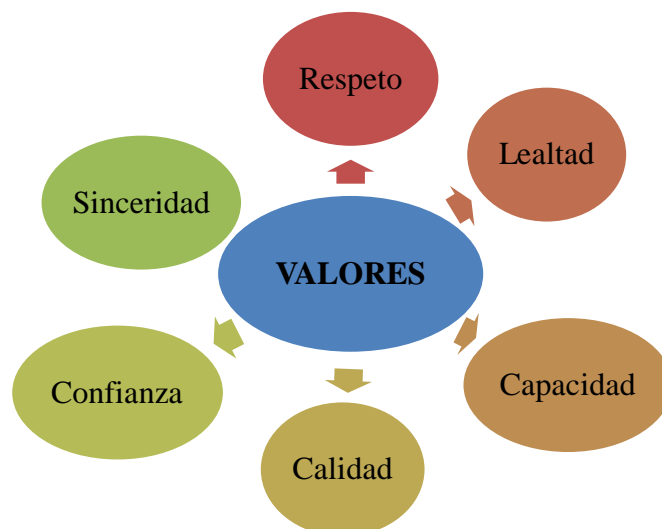 Respeto
Lealtad
Sinceridad
VALORES
Confianza
Capacidad
Calidad